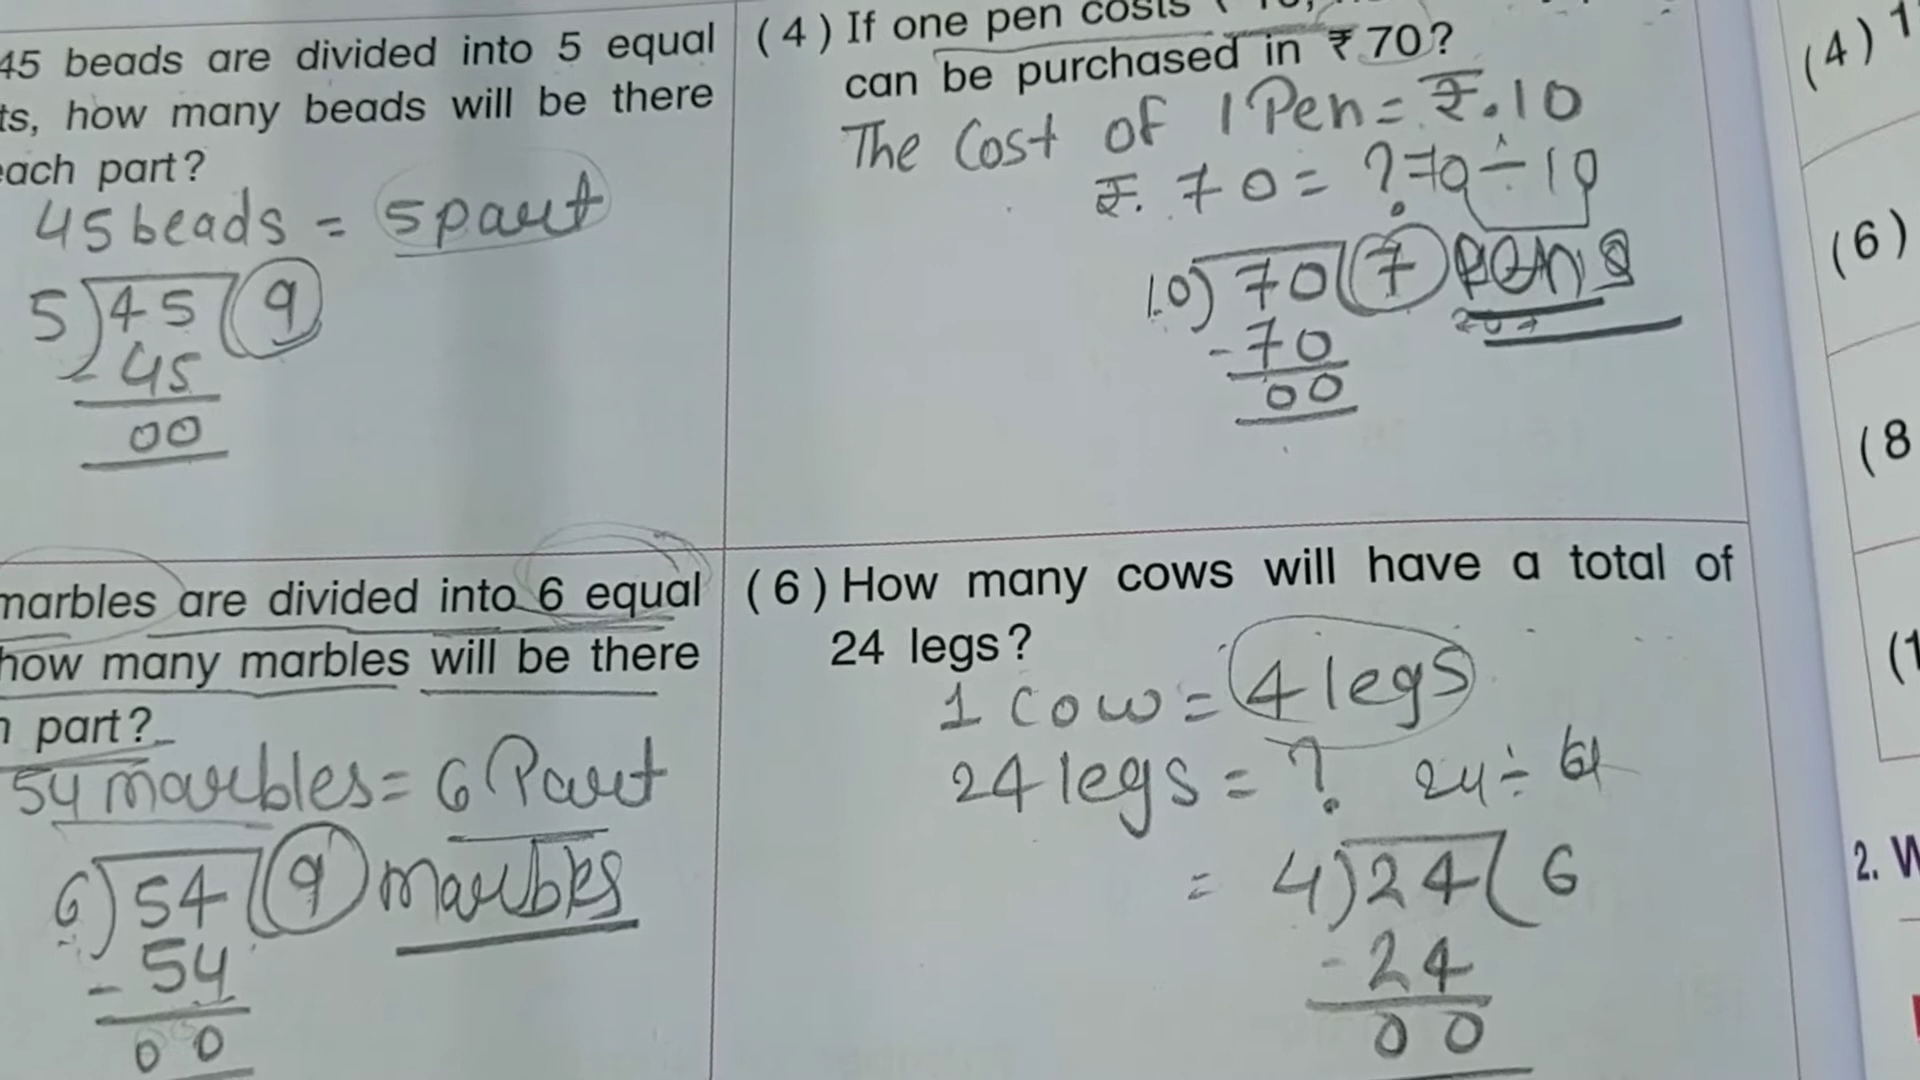 45 beads are divided into 5 equal
ts, how many beads will be there
each part?
45 beads = 5 part
5)45(9
- 45
00
(4) If one pen costs ₹ 10,
can be purchased in ₹ 70?
The Cost of 1 Pen = ₹. 10
₹. 70 = ? 70 ÷ 10
10)70(7 pens
- 70
00
marbles are divided into 6 equal
how many marbles will be there
part?
54 marbles = 6 Part
6)54(9 marbles
- 54
00
(6) How many cows will have a total of
24 legs?
1 cow = 4 legs
24 legs = ? 24 ÷
= 4)24(6
- 24
00
(4)
(6)
(8
(1
2. W